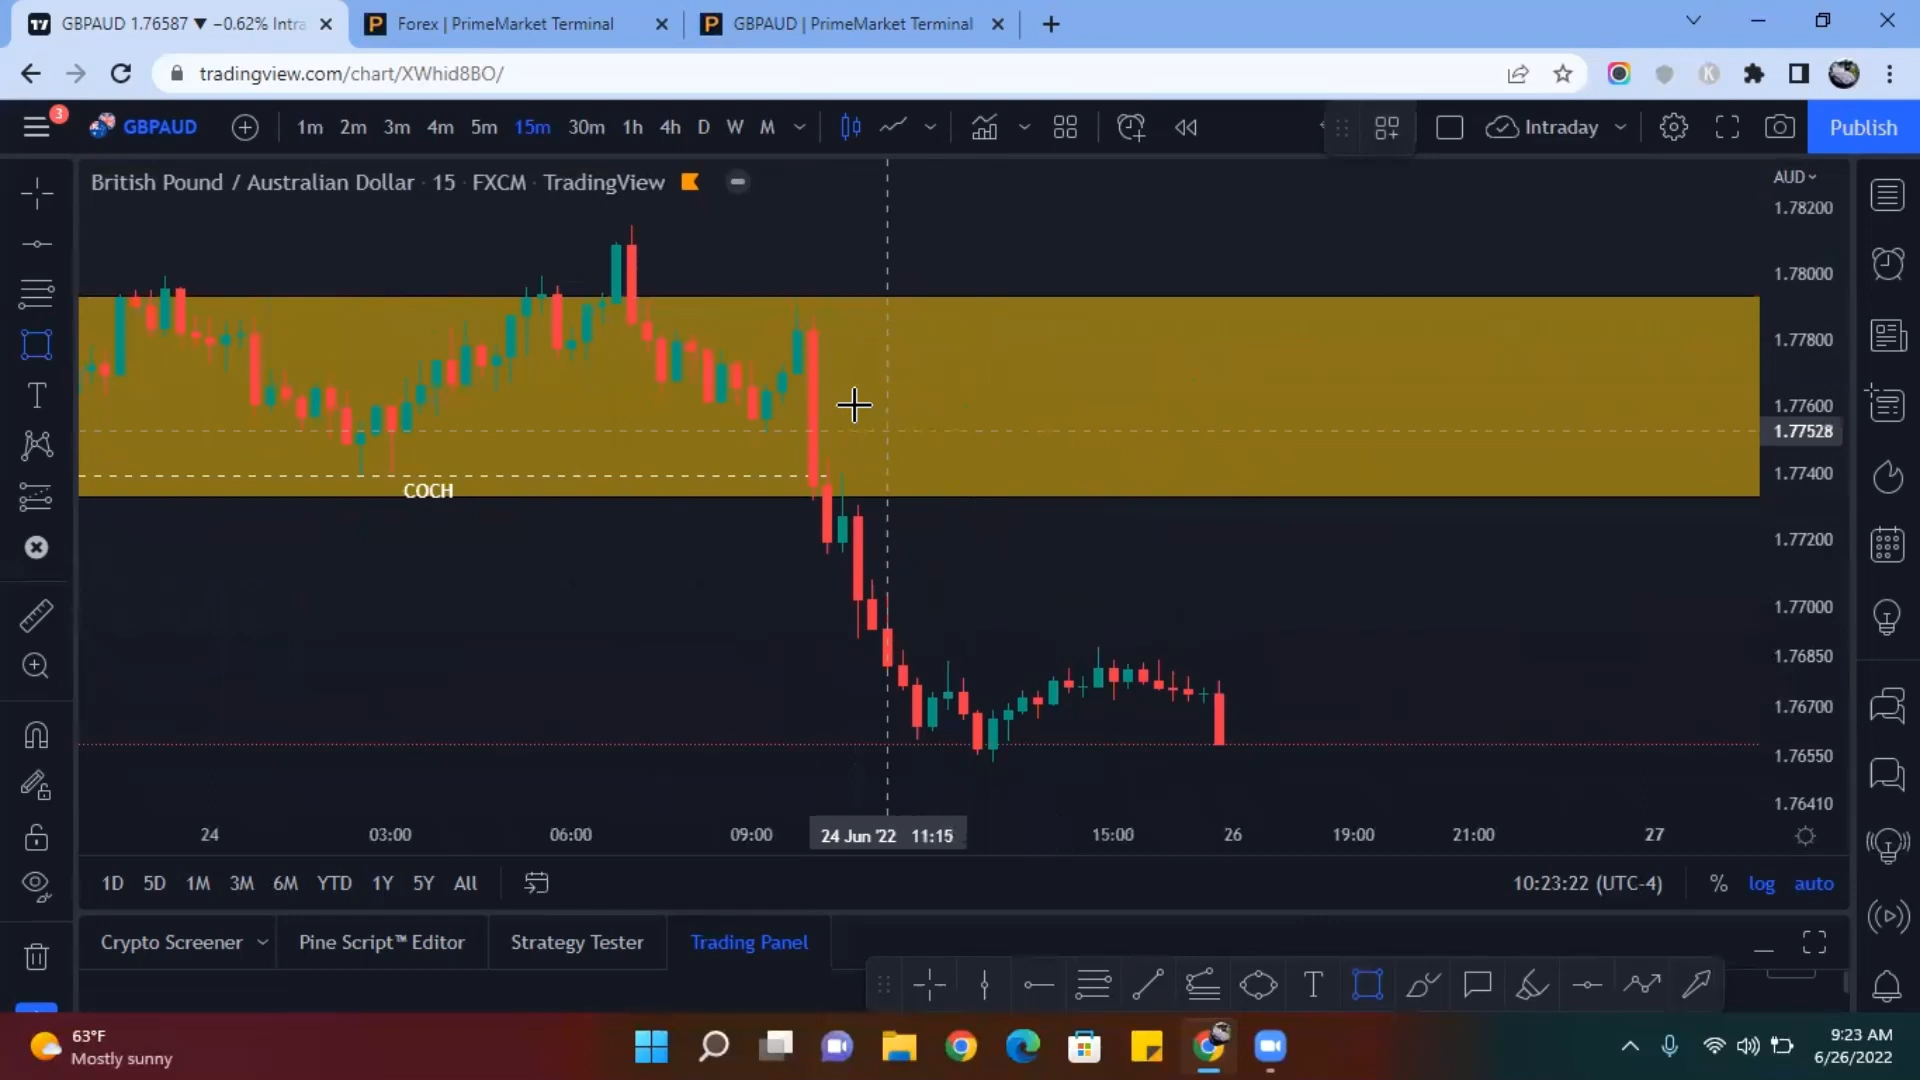 GBPAUD 1.76587 ▼ −0.62% Intra
Forex | PrimeMarket Terminal
GBPAUD | PrimeMarket Terminal
tradingview.com/chart/XWhid8BO/
K
3
GBPAUD
1m 2m 3m 4m 5m 15m 30m 1h 4h D W M
Intraday
Publish
British Pound / Australian Dollar · 15 · FXCM · TradingView
AUD
1.78200
1.78000
1.77800
1.77600
1.77528
1.77400
1.77200
1.77000
1.76850
1.76700
1.76550
1.76410
COCH
24 03:00 06:00 09:00 24 Jun '22 11:15 15:00 26 19:00 21:00 27
1D 5D 1M 3M 6M YTD 1Y 5Y All
10:23:22 (UTC-4) % log auto
Crypto Screener Pine Script™ Editor Strategy Tester Trading Panel
63°F
Mostly sunny
9:23 AM
6/26/2022